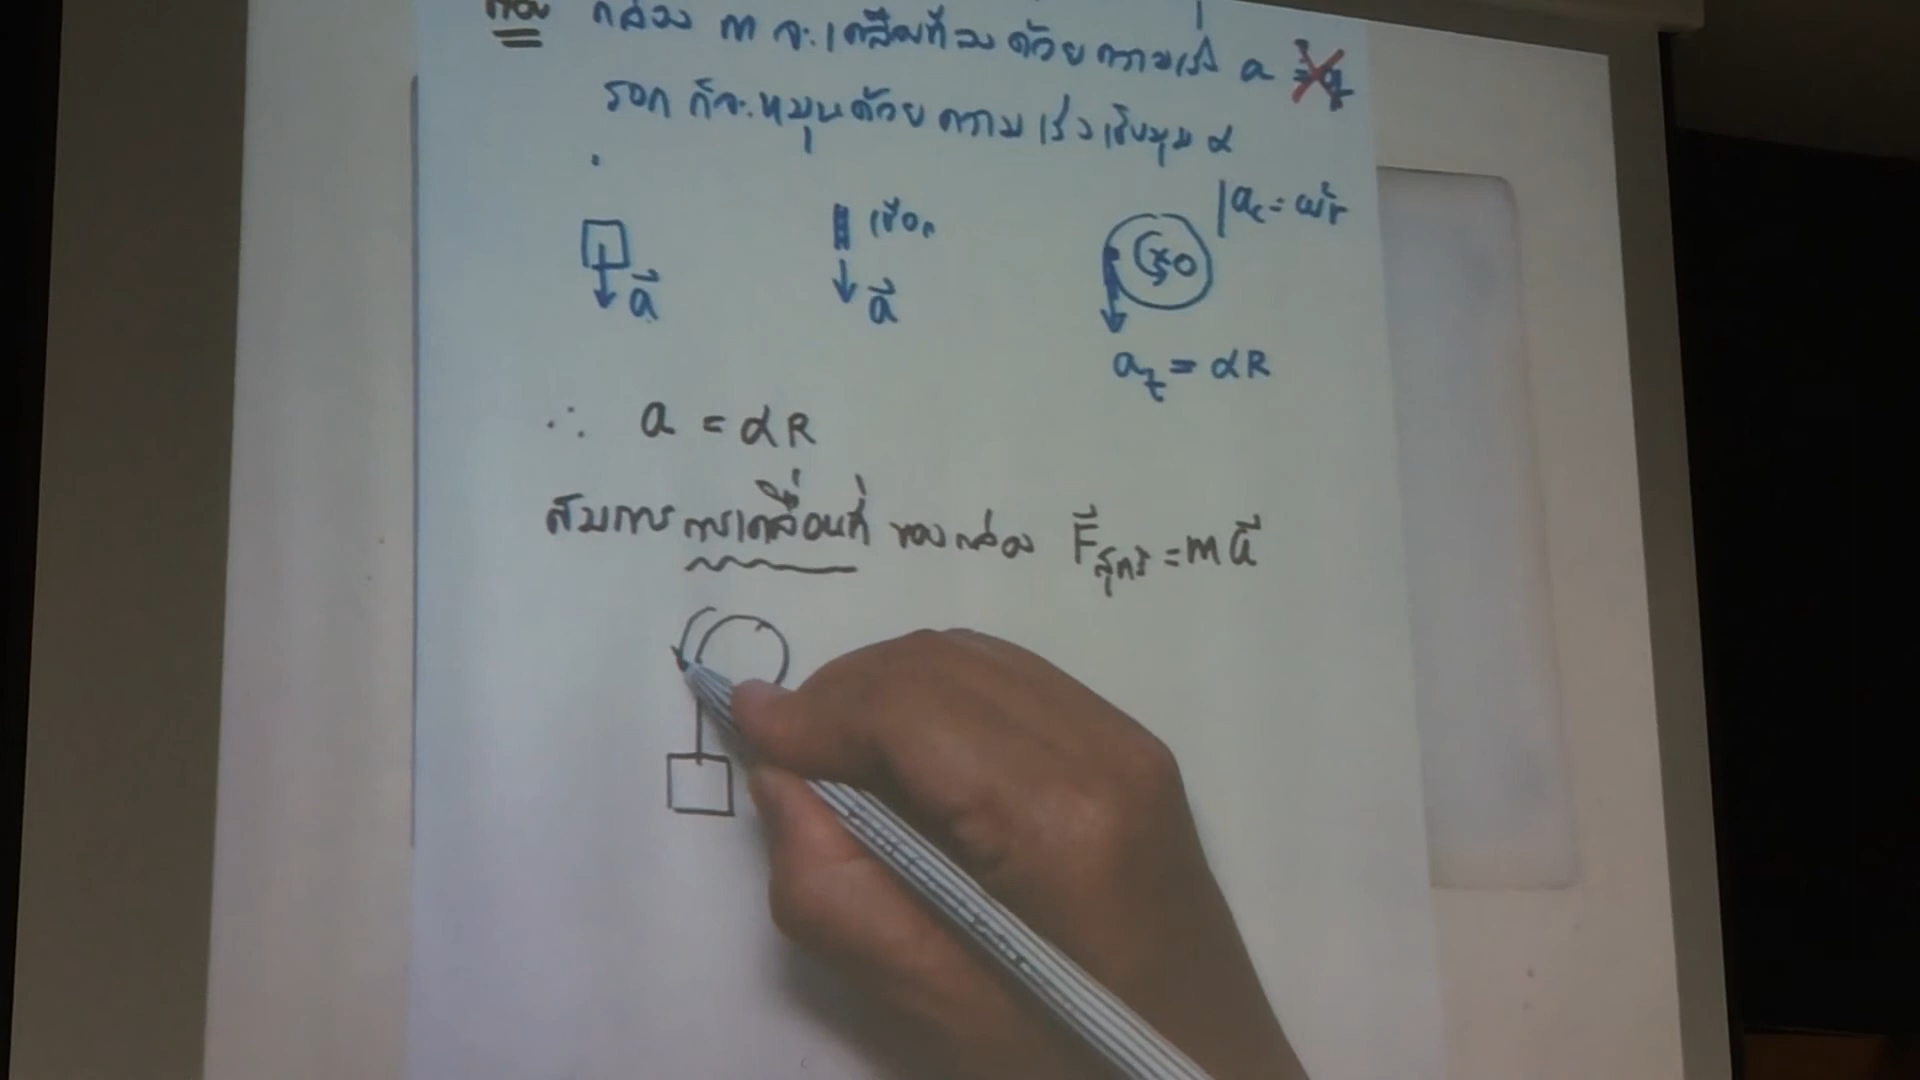 ตอบ กล่อง m จะเคลื่อนที่ลงด้วยความเร่ง a = g
รอกก็จะหมุนด้วยความเร่งเชิงมุม α
a⃗
เชือก a⃗
a_c = ω²r
a_t = αR
∴ a = αR
สมการการเคลื่อนที่ของกล่อง F⃗สุทธิ = ma⃗